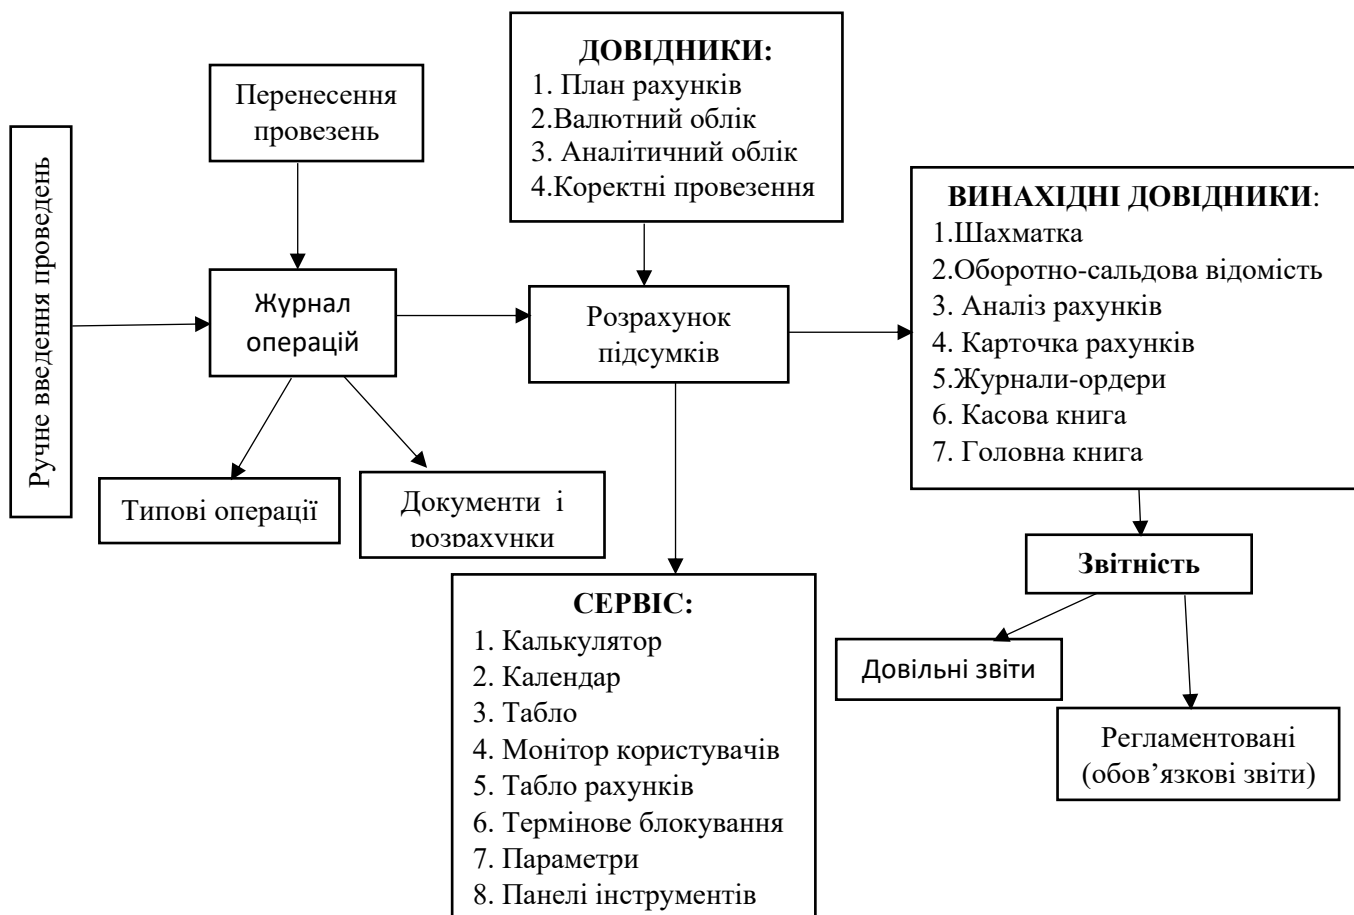 Ручне введення проведень
Перенесення
провезень
ДОВІДНИКИ:
1. План рахунків
2.Валютний облік
3. Аналітичний облік
4.Коректні провезення
Журнал
операцій
Розрахунок
підсумків
ВИНАХІДНІ ДОВІДНИКИ:
1.Шахматка
2.Оборотно-сальдова відомість
3. Аналіз рахунків
4. Карточка рахунків
5.Журнали-ордери
6. Касова книга
7. Головна книга
Типові операції
Документи і
розрахунки
СЕРВІС:
1. Калькулятор
2. Календар
3. Табло
4. Монітор користувачів
5. Табло рахунків
6. Термінове блокування
7. Параметри
8. Панелі інструментів
Звітність
Довільні звіти
Регламентовані
(обов’язкові звіти)